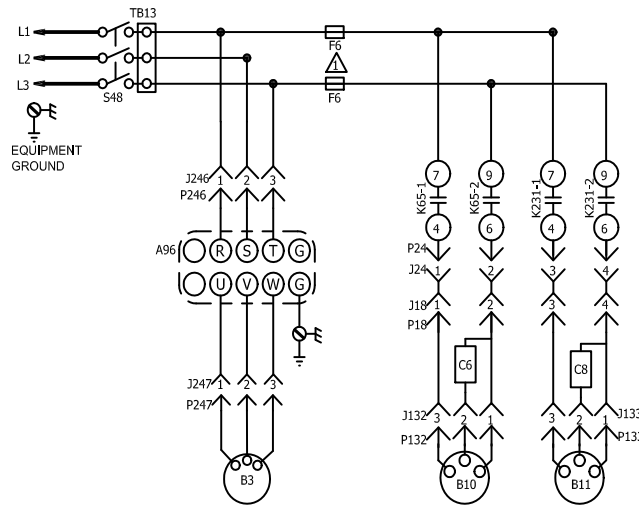 TB13
L1
L2
L3
S48
F6
1
F6
EQUIPMENT
GROUND
J246 1 2 3
P246
7 9 7 9
K65-1 K65-2 K231-1 K231-2
4 6 4 6
A96 R S T G
U V W G
P24
J24 1 2 3 4
J18 1 2 3 4
P18
C6 C8
J247 1 2 3
P247
J132 3 2 1 3 2 1 J133
P132 P133
B3 B10 B11